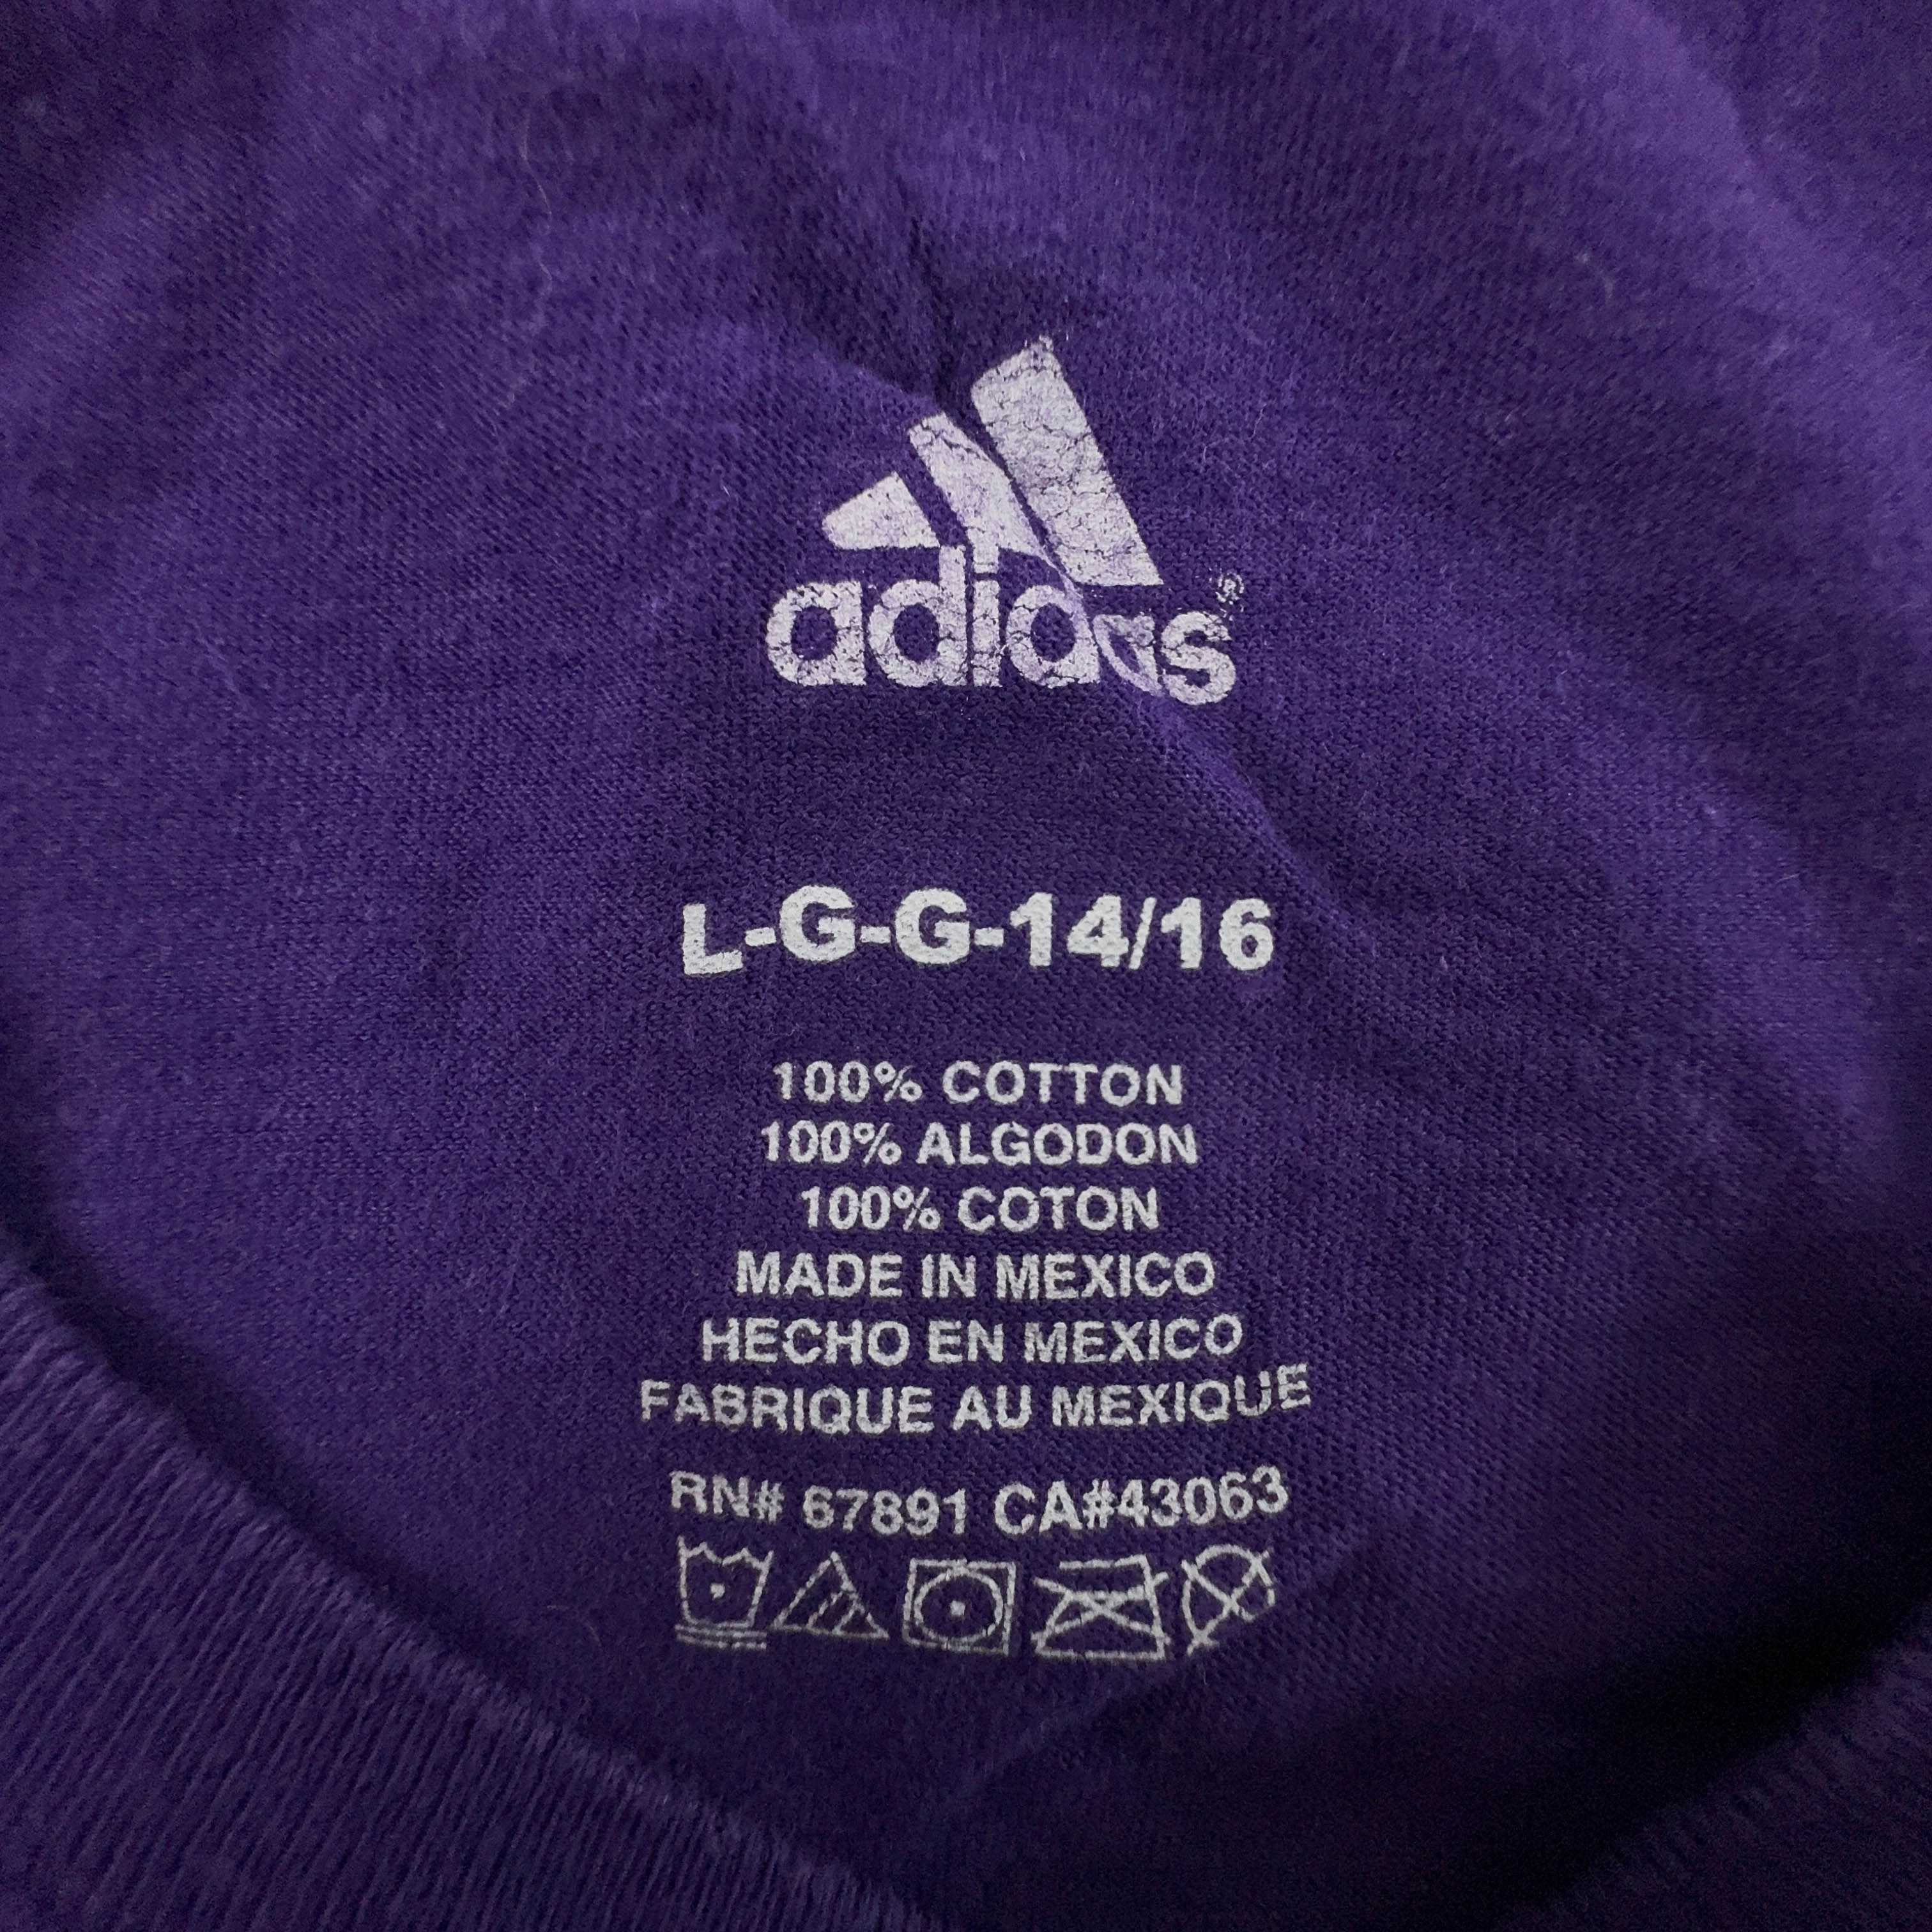 adidas®
L-G-G-14/16
100% COTTON
100% ALGODON
100% COTON
MADE IN MEXICO
HECHO EN MEXICO
FABRIQUE AU MEXIQUE
RN# 67891 CA#43063